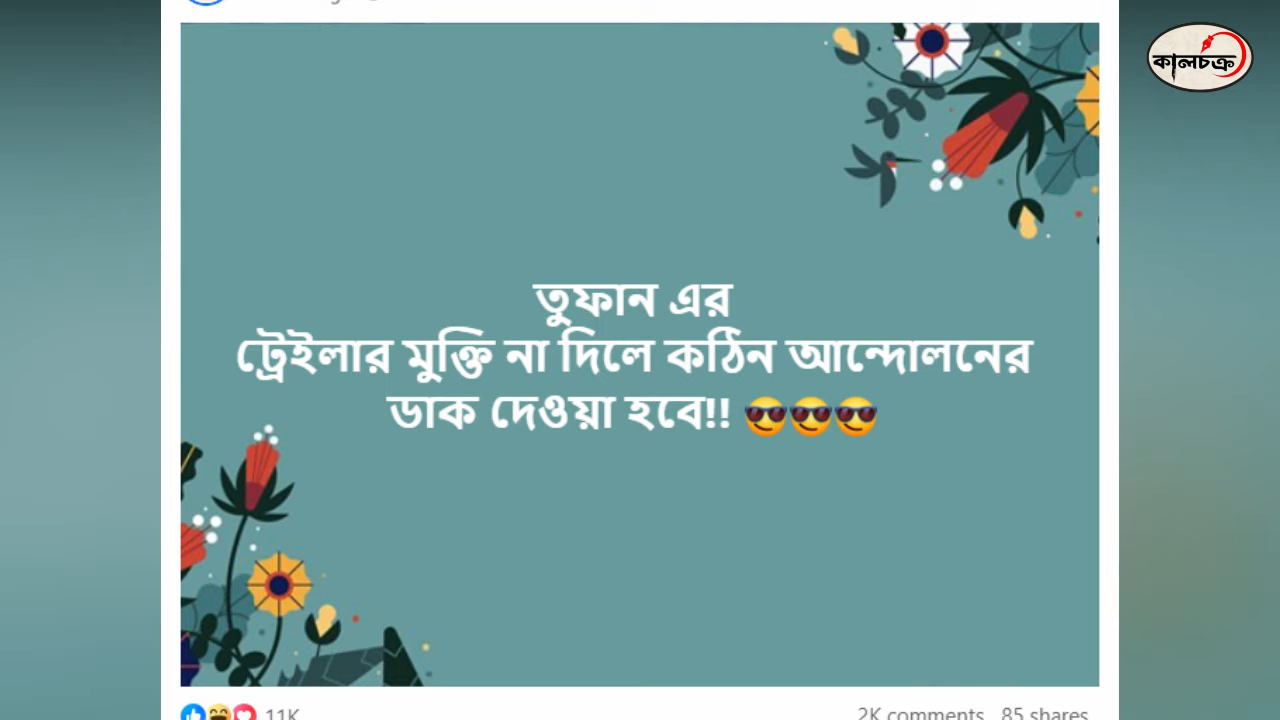 কালচক্র
তুফান এর
ট্রেইলার মুক্তি না দিলে কঠিন আন্দোলনের
ডাক দেওয়া হবে!! 😎😎😎
11K
2K comments 85 shares